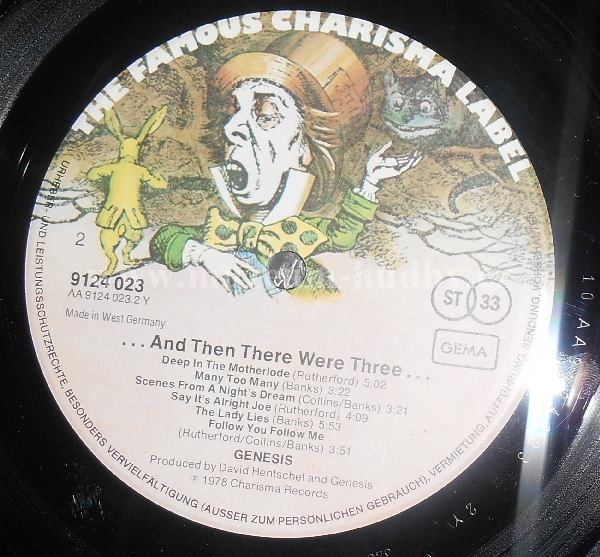 THE FAMOUS CHARISMA LABEL
2
9124 023
AA 9124 023.2 Y
Made in West Germany
ST 33
GEMA
...And Then There Were Three...
Deep In The Motherlode (Rutherford) 5:02
Many Too Many (Banks) 3:22
Scenes From A Night's Dream (Collins/Banks) 3:21
Say It's Alright Joe (Rutherford) 4:09
The Lady Lies (Banks) 5:53
Follow You Follow Me
(Rutherford/Collins/Banks) 3:51
GENESIS
Produced by David Hentschel and Genesis
℗ 1978 Charisma Records
URHEBER- UND LEISTUNGSSCHUTZRECHTE, BESONDERS VERVIELFÄLTIGUNG (AUSSER ZUM PERSÖNLICHEN GEBRAUCH), VERMIETUNG, AUFFÜHRUNG, SENDUNG,